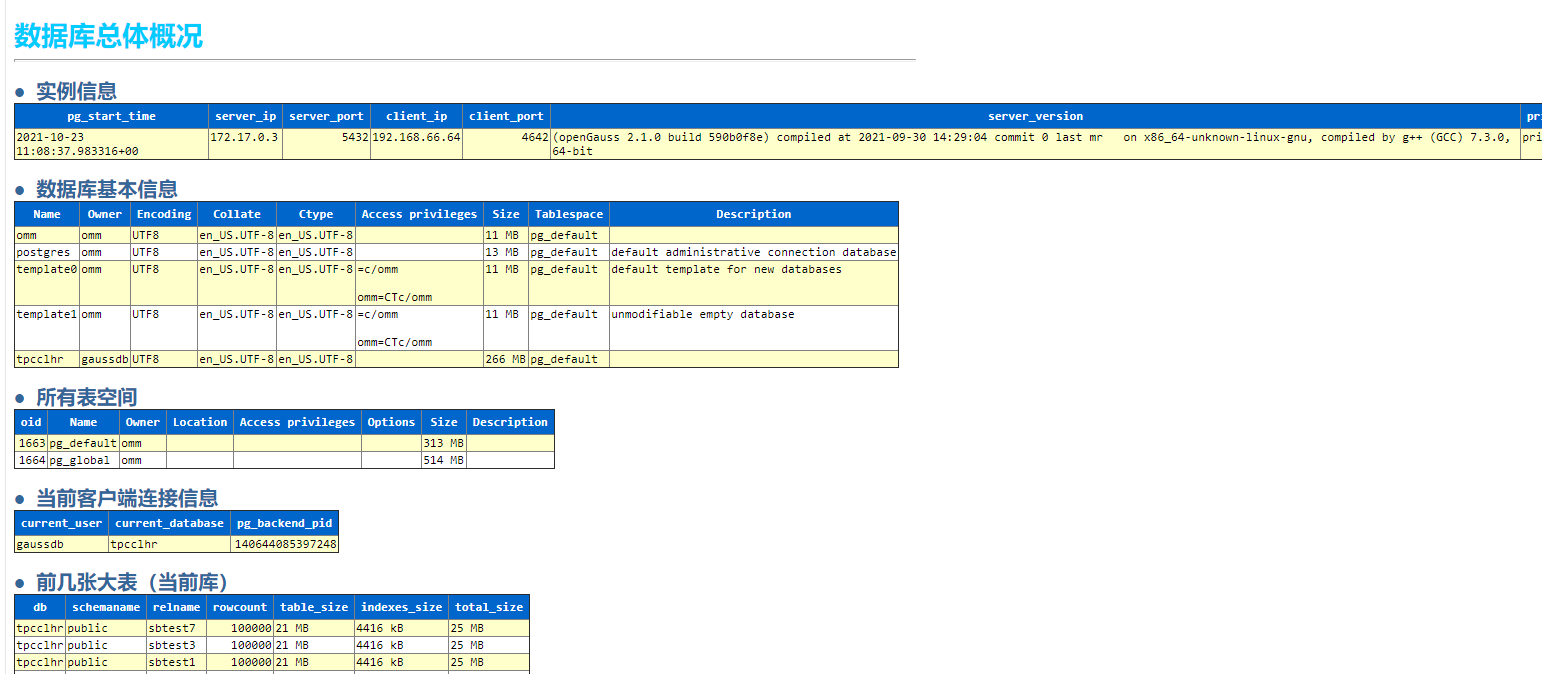 数据库总体概况
● 实例信息
pg_start_time server_ip server_port client_ip client_port server_version pri
2021-10-23 172.17.0.3 5432 192.168.66.64 4642 (openGauss 2.1.0 build 590b0f8e) compiled at 2021-09-30 14:29:04 commit 0 last mr on x86_64-unknown-linux-gnu, compiled by g++ (GCC) 7.3.0, pri
11:08:37.983316+00 64-bit
● 数据库基本信息
Name Owner Encoding Collate Ctype Access privileges Size Tablespace Description
omm omm UTF8 en_US.UTF-8 en_US.UTF-8 11 MB pg_default
postgres omm UTF8 en_US.UTF-8 en_US.UTF-8 13 MB pg_default default administrative connection database
template0 omm UTF8 en_US.UTF-8 en_US.UTF-8 =c/omm 11 MB pg_default default template for new databases
omm=CTc/omm
template1 omm UTF8 en_US.UTF-8 en_US.UTF-8 =c/omm 11 MB pg_default unmodifiable empty database
omm=CTc/omm
tpcclhr gaussdb UTF8 en_US.UTF-8 en_US.UTF-8 266 MB pg_default
● 所有表空间
oid Name Owner Location Access privileges Options Size Description
1663 pg_default omm 313 MB
1664 pg_global omm 514 MB
● 当前客户端连接信息
current_user current_database pg_backend_pid
gaussdb tpcclhr 140644085397248
● 前几张大表（当前库）
db schemaname relname rowcount table_size indexes_size total_size
tpcclhr public sbtest7 100000 21 MB 4416 kB 25 MB
tpcclhr public sbtest3 100000 21 MB 4416 kB 25 MB
tpcclhr public sbtest1 100000 21 MB 4416 kB 25 MB